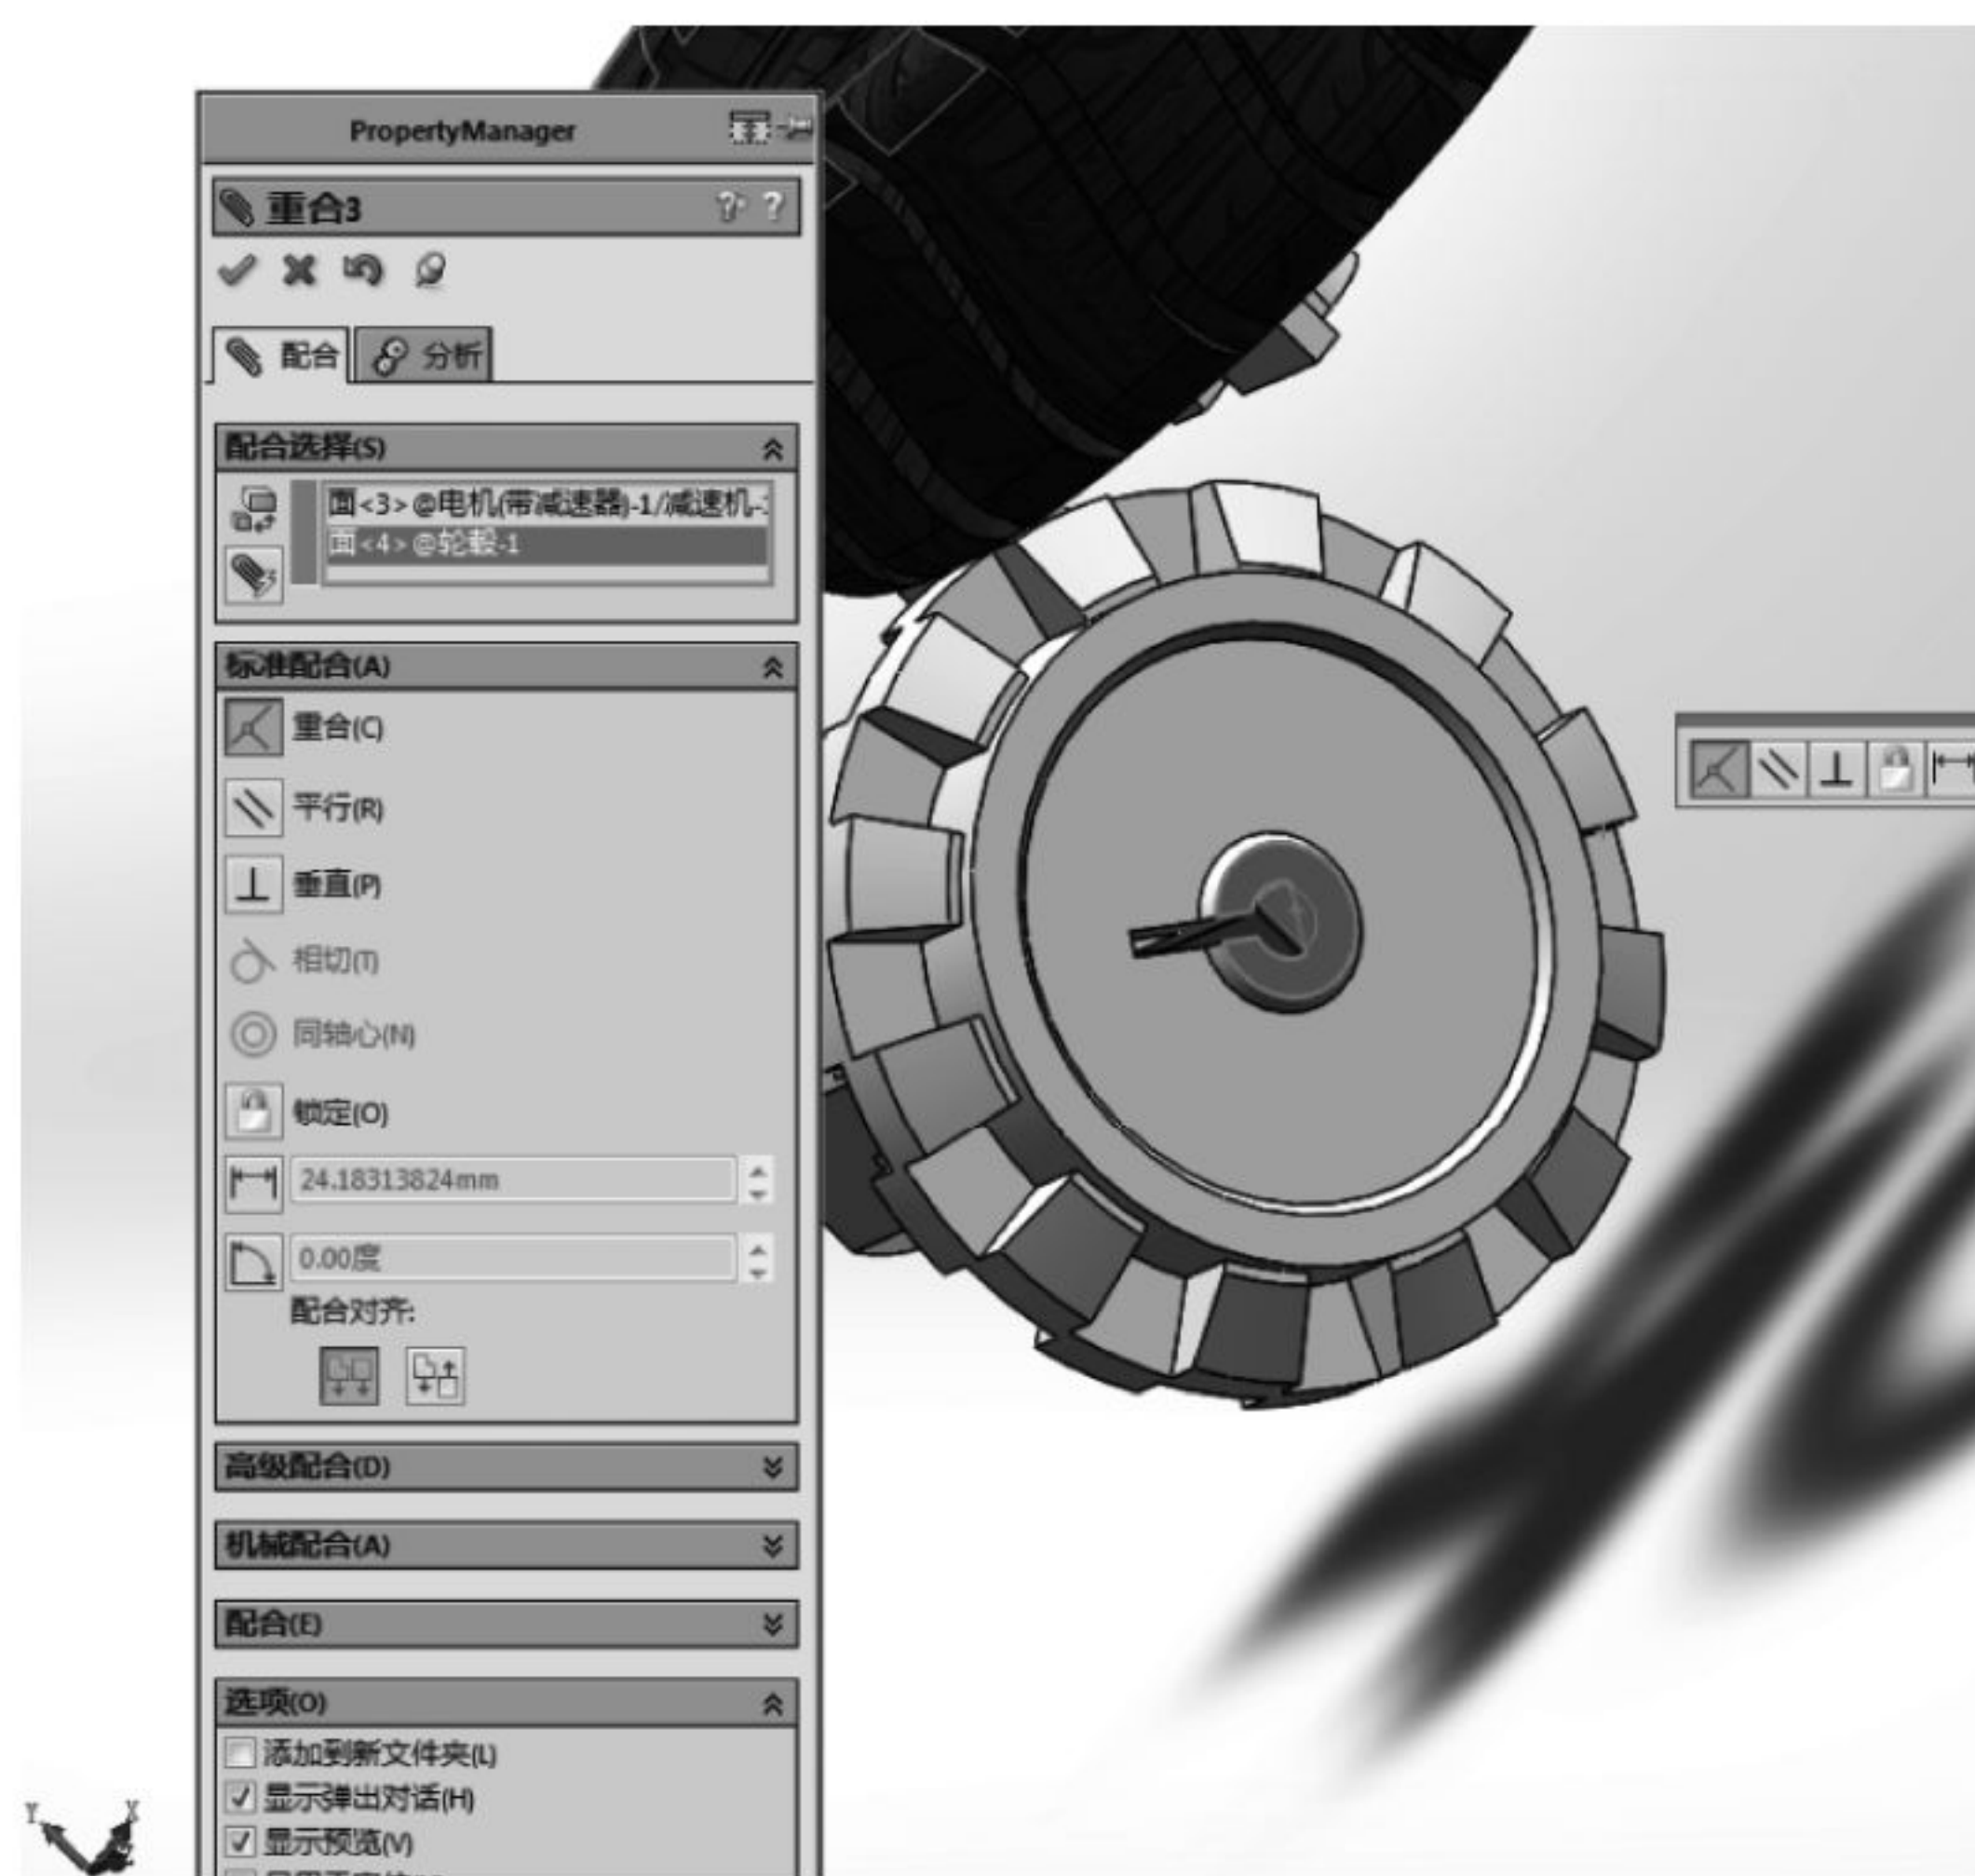 PropertyManager
重合3
配合 分析
配合选择(S)
面<3>@电机(带减速器)-1/减速机-
面<4>@轮毂-1
标准配合(A)
重合(C)
平行(R)
垂直(P)
相切(T)
同轴心(N)
锁定(O)
24.18313824mm
0.00度
配合对齐:
高级配合(D)
机械配合(A)
配合(E)
选项(O)
添加到新文件夹(L)
显示弹出对话(H)
显示预览(V)
Y X